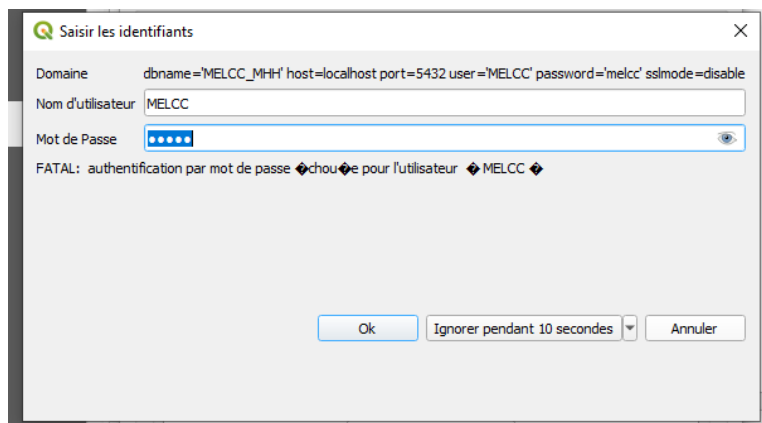 Saisir les identifiants
Domaine dbname='MELCC_MHH' host=localhost port=5432 user='MELCC' password='melcc' sslmode=disable
Nom d'utilisateur MELCC
Mot de Passe •••••
FATAL: authentification par mot de passe �chou�e pour l'utilisateur � MELCC �
Ok Ignorer pendant 10 secondes Annuler